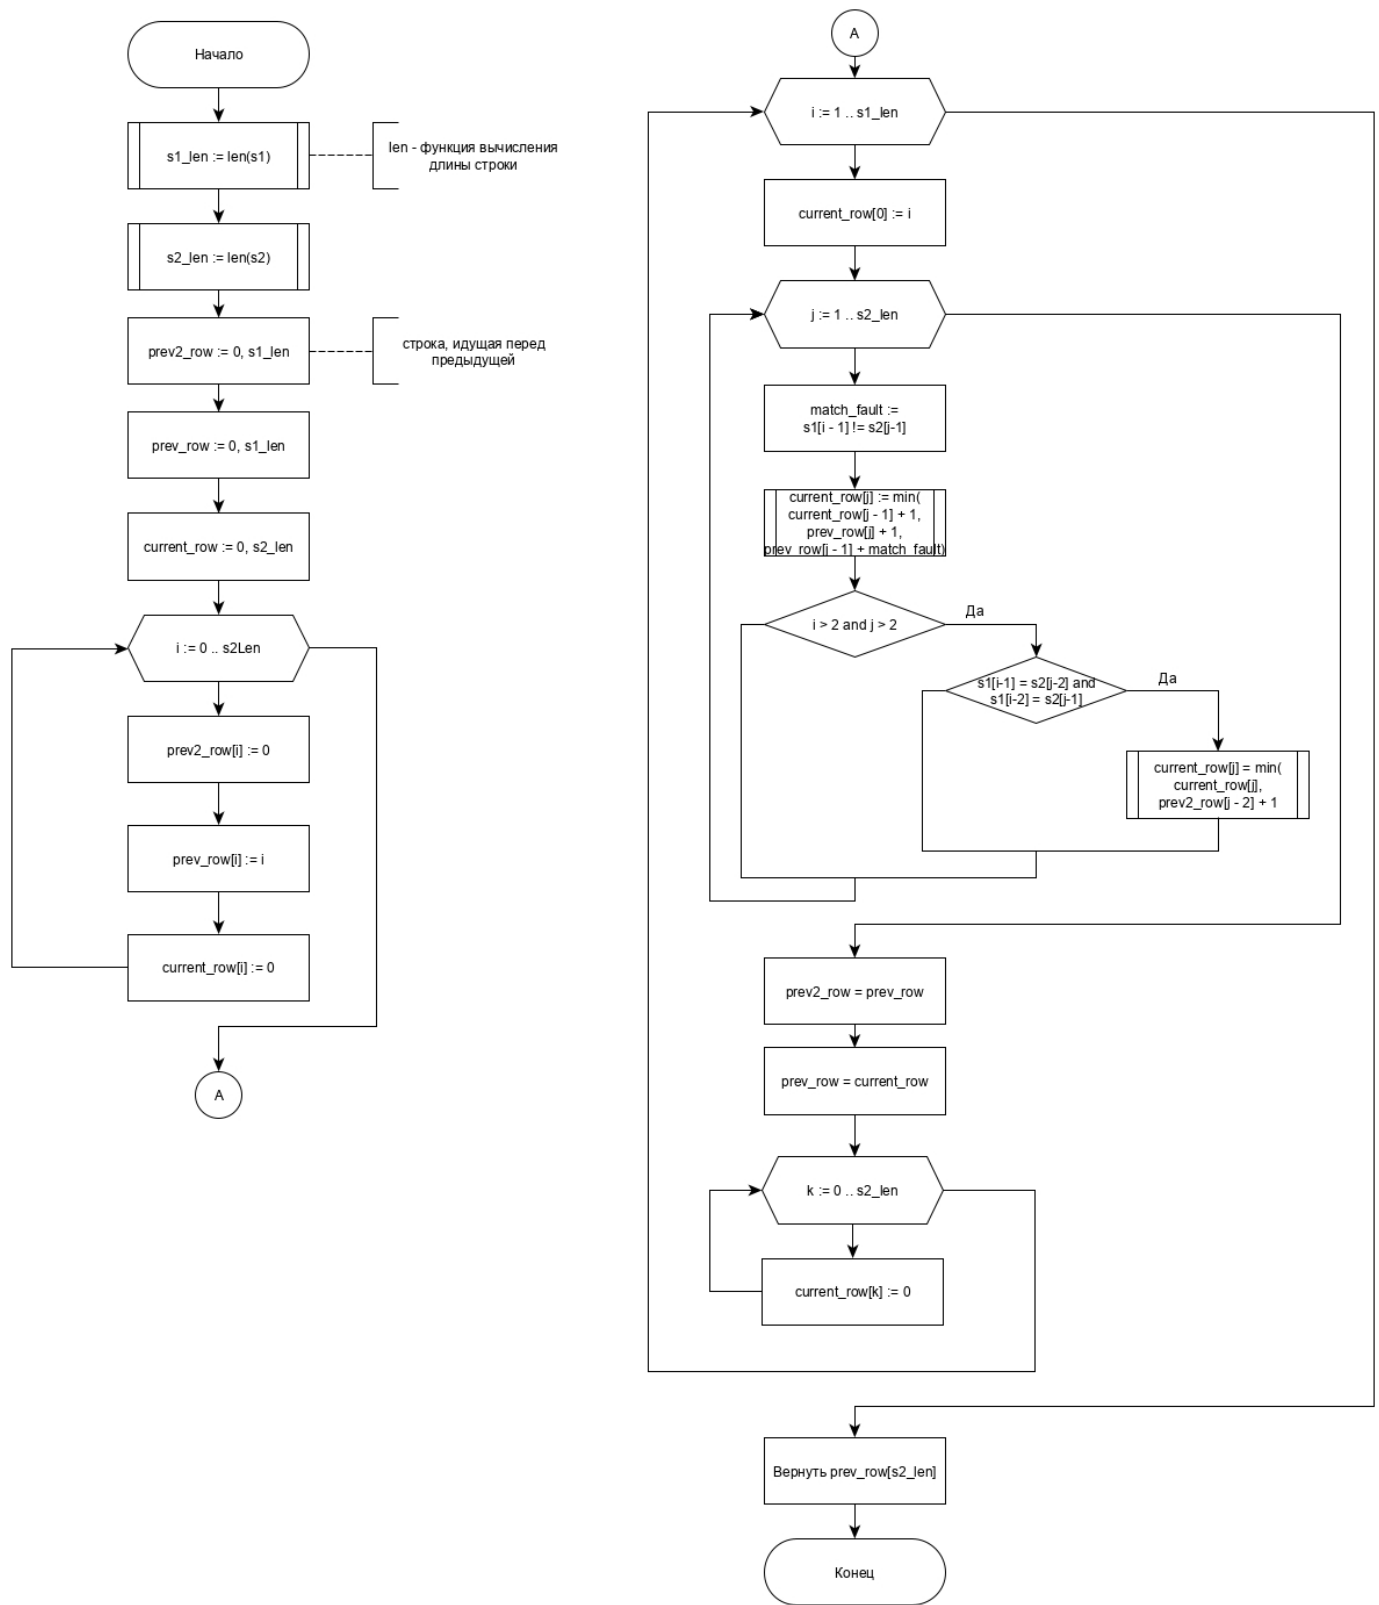 Начало
s1_len := len(s1)
len - функция вычисления
длины строки
s2_len := len(s2)
prev2_row := 0, s1_len
строка, идущая перед
предыдущей
prev_row := 0, s1_len
current_row := 0, s2_len
i := 0 .. s2Len
prev2_row[i] := 0
prev_row[i] := i
current_row[i] := 0
A
A
i := 1 .. s1_len
current_row[0] := i
j := 1 .. s2_len
match_fault :=
s1[i - 1] != s2[j-1]
current_row[j] := min(
current_row[j - 1] + 1,
prev_row[j] + 1,
prev_row[j - 1] + match_fault)
i > 2 and j > 2
Да
s1[i-1] = s2[j-2] and
s1[i-2] = s2[j-1]
Да
current_row[j] = min(
current_row[j],
prev2_row[j - 2] + 1
prev2_row = prev_row
prev_row = current_row
k := 0 .. s2_len
current_row[k] := 0
Вернуть prev_row[s2_len]
Конец